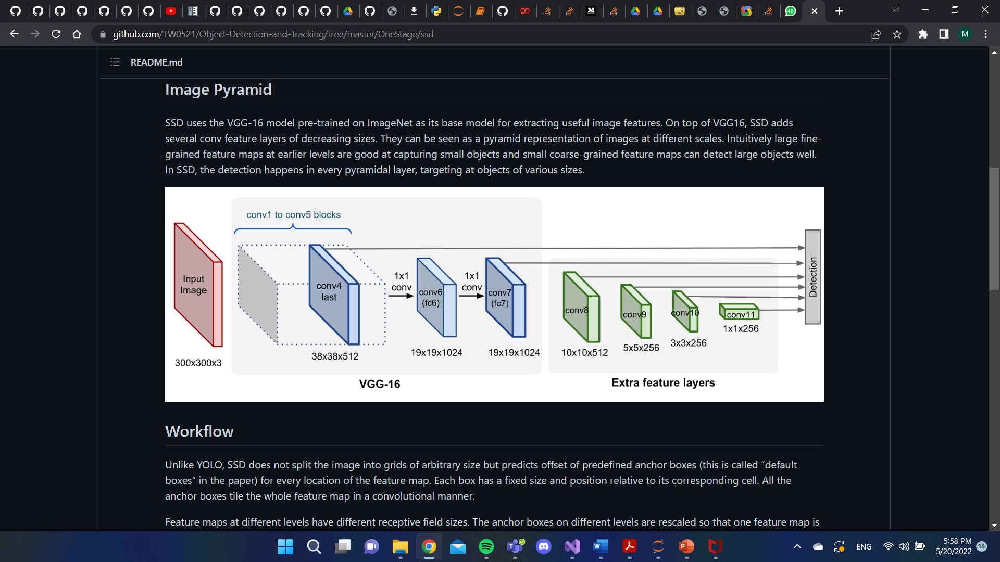 40
github.com/TW0521/Object-Detection-and-Tracking/tree/master/OneStage/ssd
M
README.md
Image Pyramid
SSD uses the VGG-16 model pre-trained on ImageNet as its base model for extracting useful image features. On top of VGG16, SSD adds
several conv feature layers of decreasing sizes. They can be seen as a pyramid representation of images at different scales. Intuitively large fine-
grained feature maps at earlier levels are good at capturing small objects and small coarse-grained feature maps can detect large objects well.
In SSD, the detection happens in every pyramidal layer, targeting at objects of various sizes.
conv1 to conv5 blocks
Input
Image
300x300x3
conv4
last
38x38x512
1x1
conv
conv6
(fc6)
19x19x1024
1x1
conv
conv7
(fc7)
19x19x1024
VGG-16
conv8
10x10x512
conv9
5x5x256
conv10
3x3x256
conv11
1x1x256
Extra feature layers
Detection
Workflow
Unlike YOLO, SSD does not split the image into grids of arbitrary size but predicts offset of predefined anchor boxes (this is called “default
boxes” in the paper) for every location of the feature map. Each box has a fixed size and position relative to its corresponding cell. All the
anchor boxes tile the whole feature map in a convolutional manner.
Feature maps at different levels have different receptive field sizes. The anchor boxes on different levels are rescaled so that one feature map is
ENG
5:58 PM
5/20/2022
18